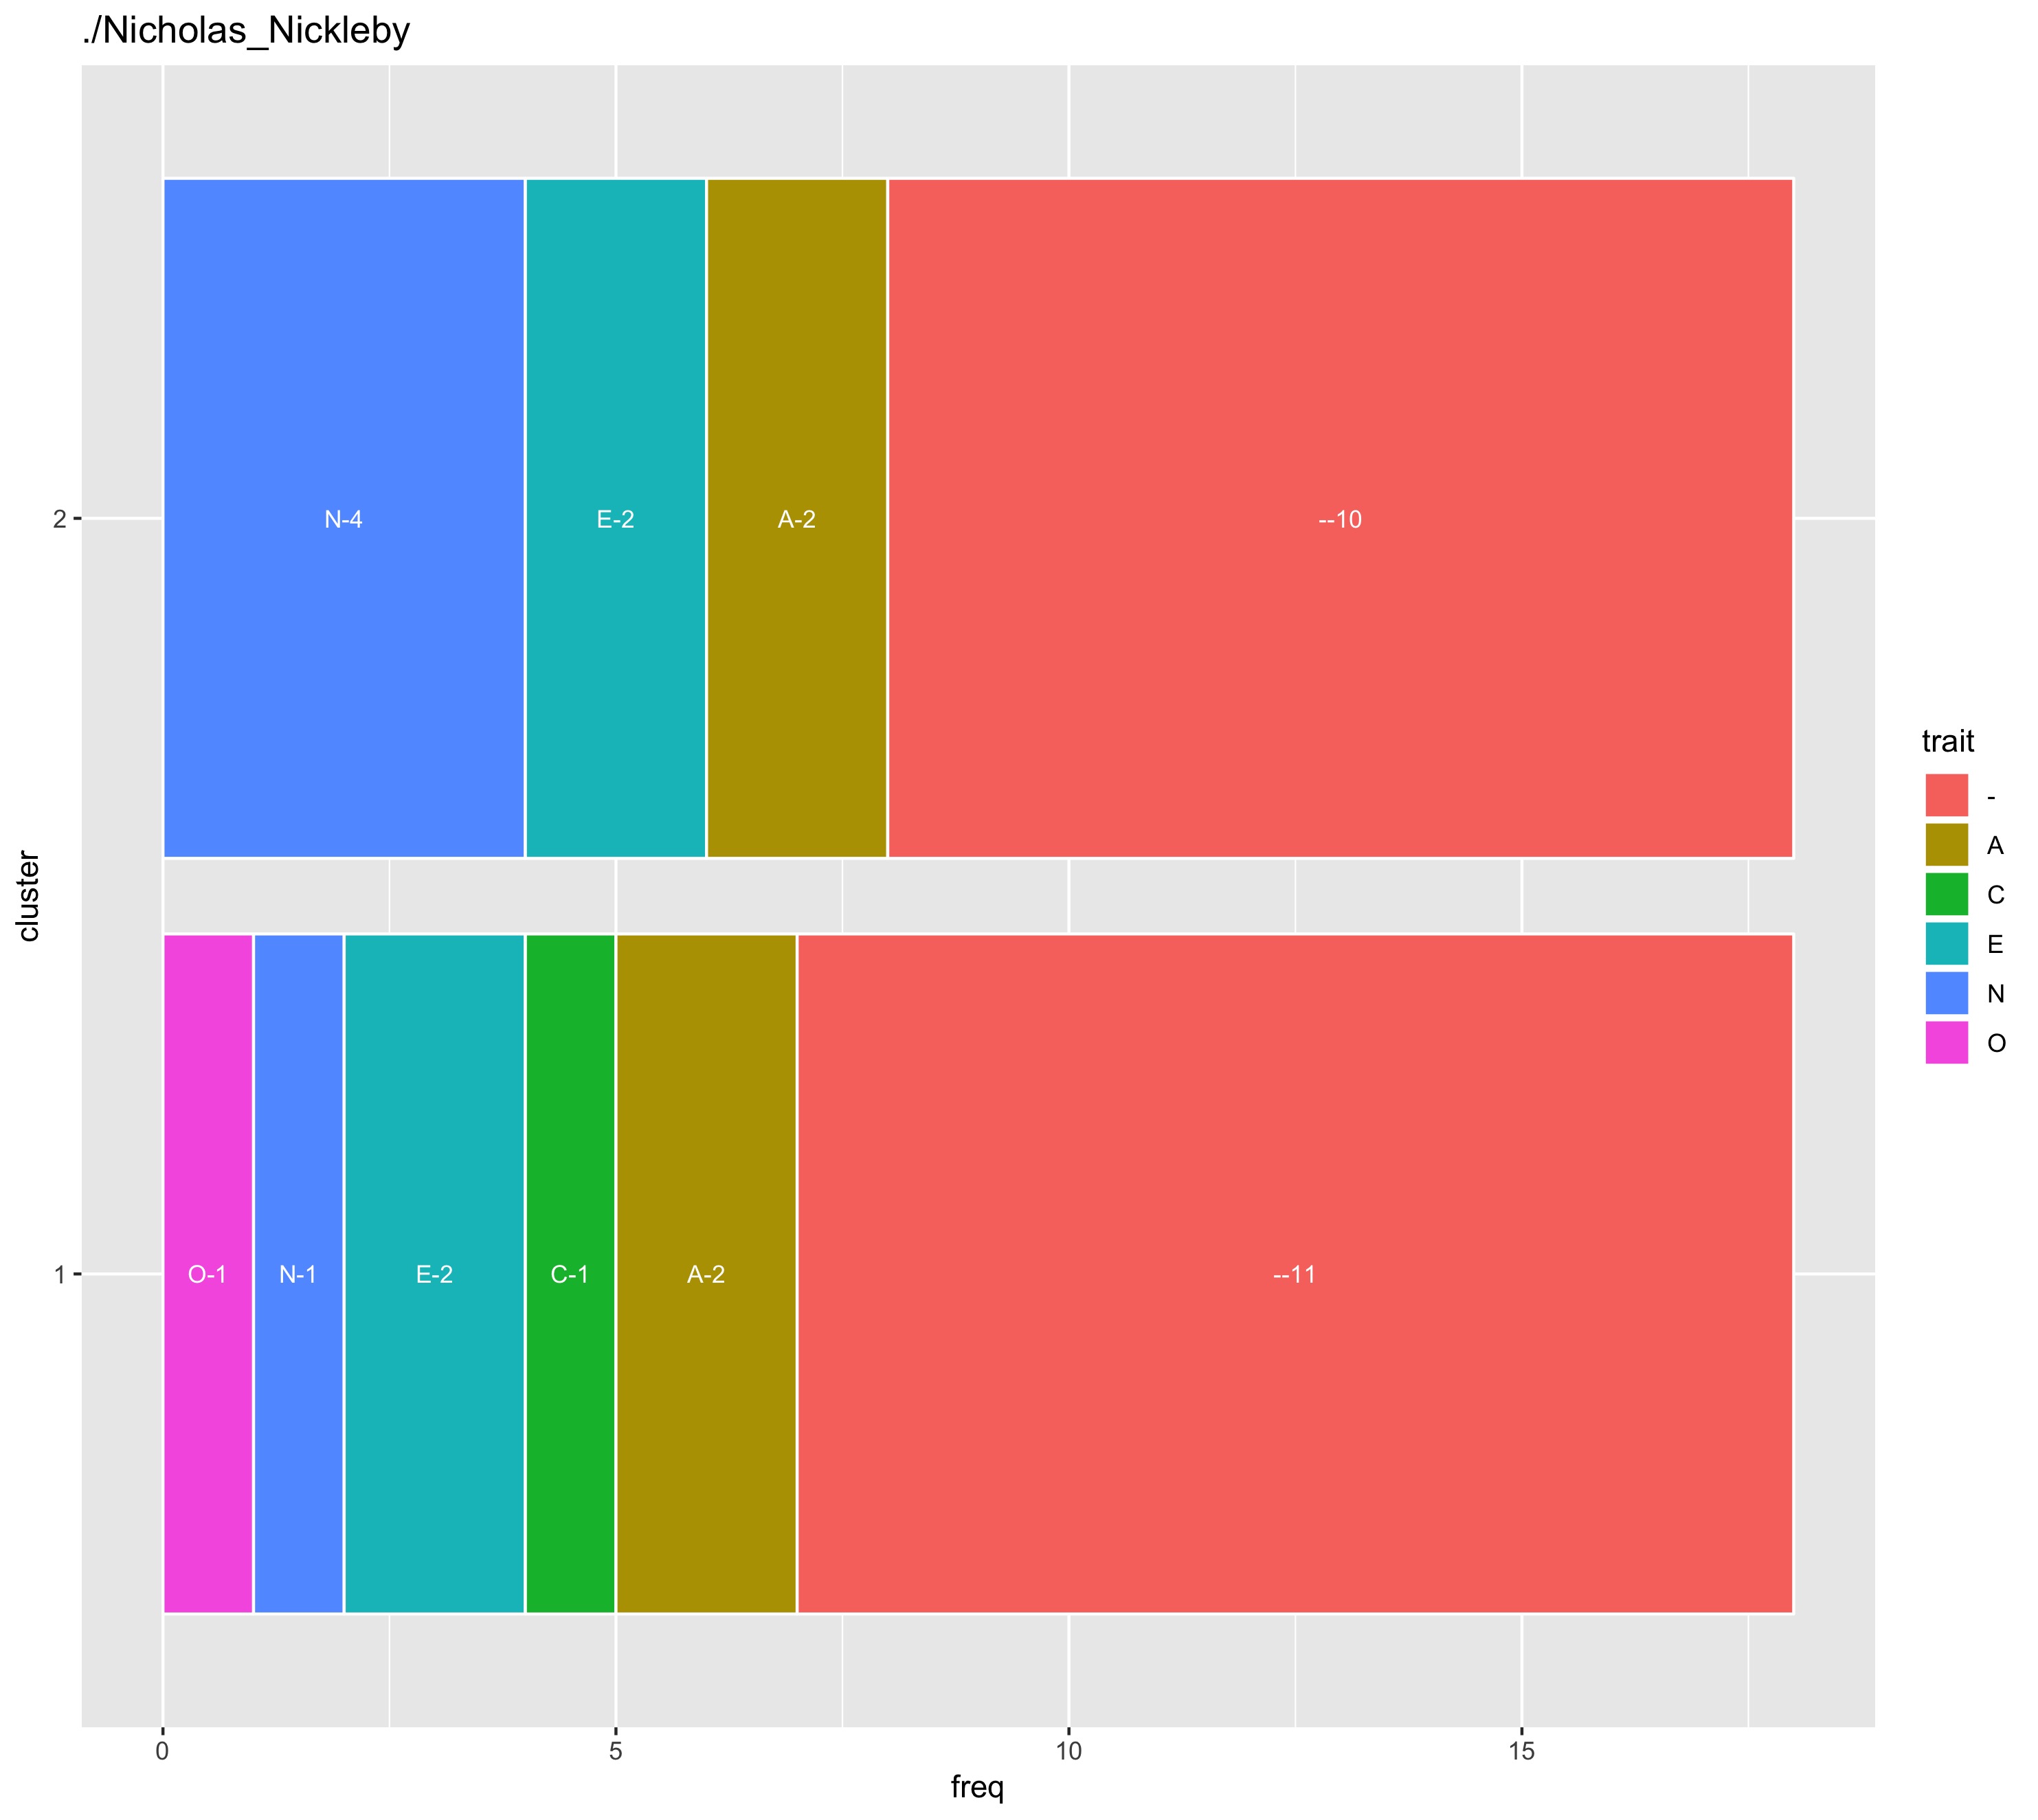 ./Nicholas_Nickleby
cluster
2
N-4 E-2 A-2 --10
1
O-1 N-1 E-2 C-1 A-2 --11
0 5 10 15
freq
trait
-
A
C
E
N
O